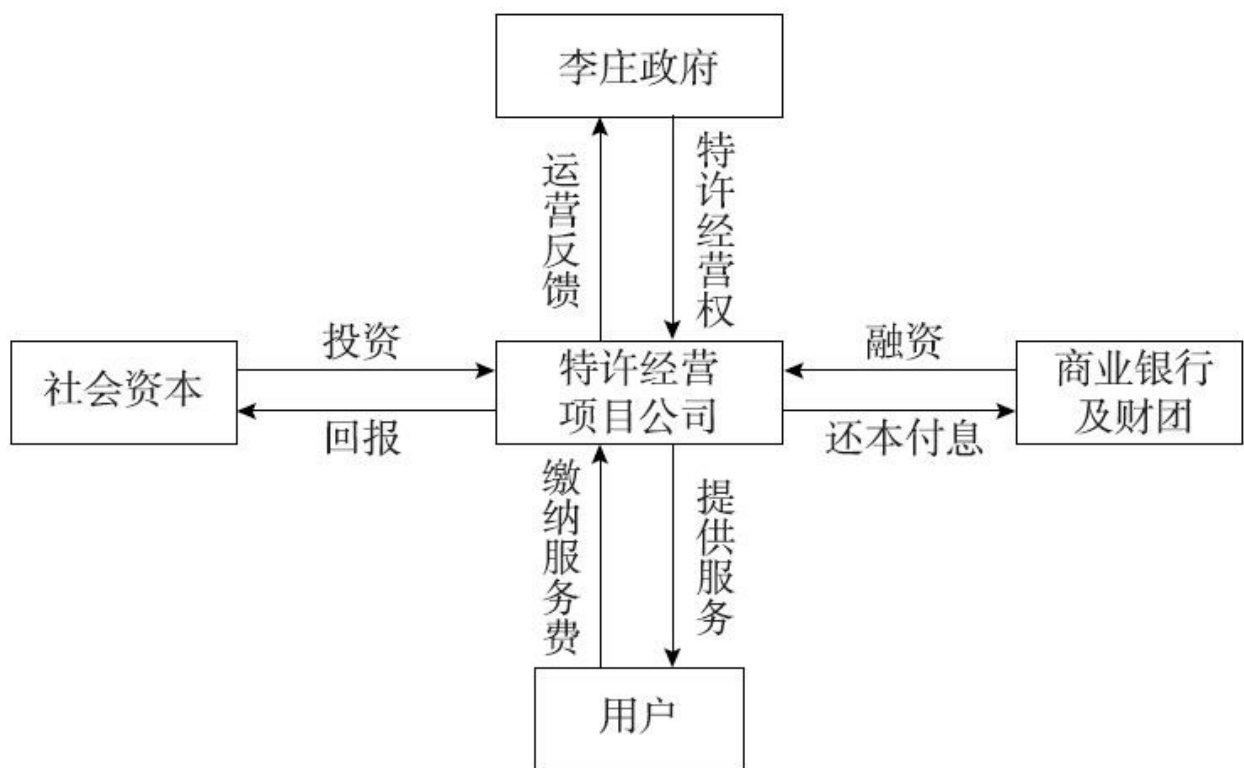 李庄政府
运营反馈
特许经营权
社会资本
投资
回报
特许经营
项目公司
融资
还本付息
商业银行
及财团
缴纳服务费
提供服务
用户